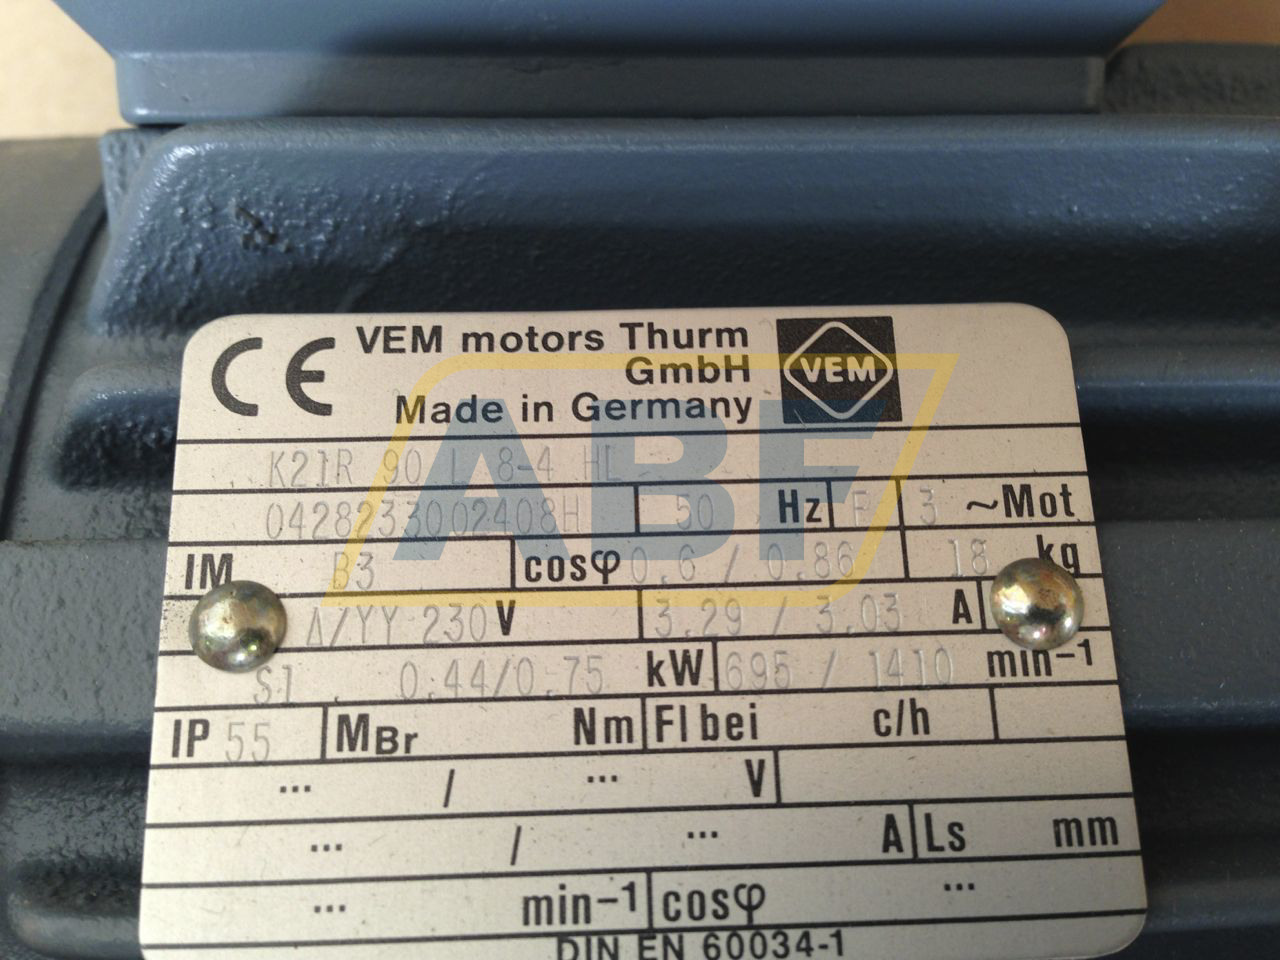 CE VEM motors Thurm
GmbH
Made in Germany
VEM
K21R 90 L 8-4 HL
0428233002408H 50 Hz F 3 ~Mot
IM B3 cosφ 0.6 / 0.86 18 kg
Δ/YY 230 V 3.29 / 3.03 A
S1 0.44/0.75 kW 695 / 1410 min-1
IP 55 MBr Nm Fl bei c/h
... / ... V
... / ... A Ls mm
... min-1 cosφ ...
DIN EN 60034-1
ABF